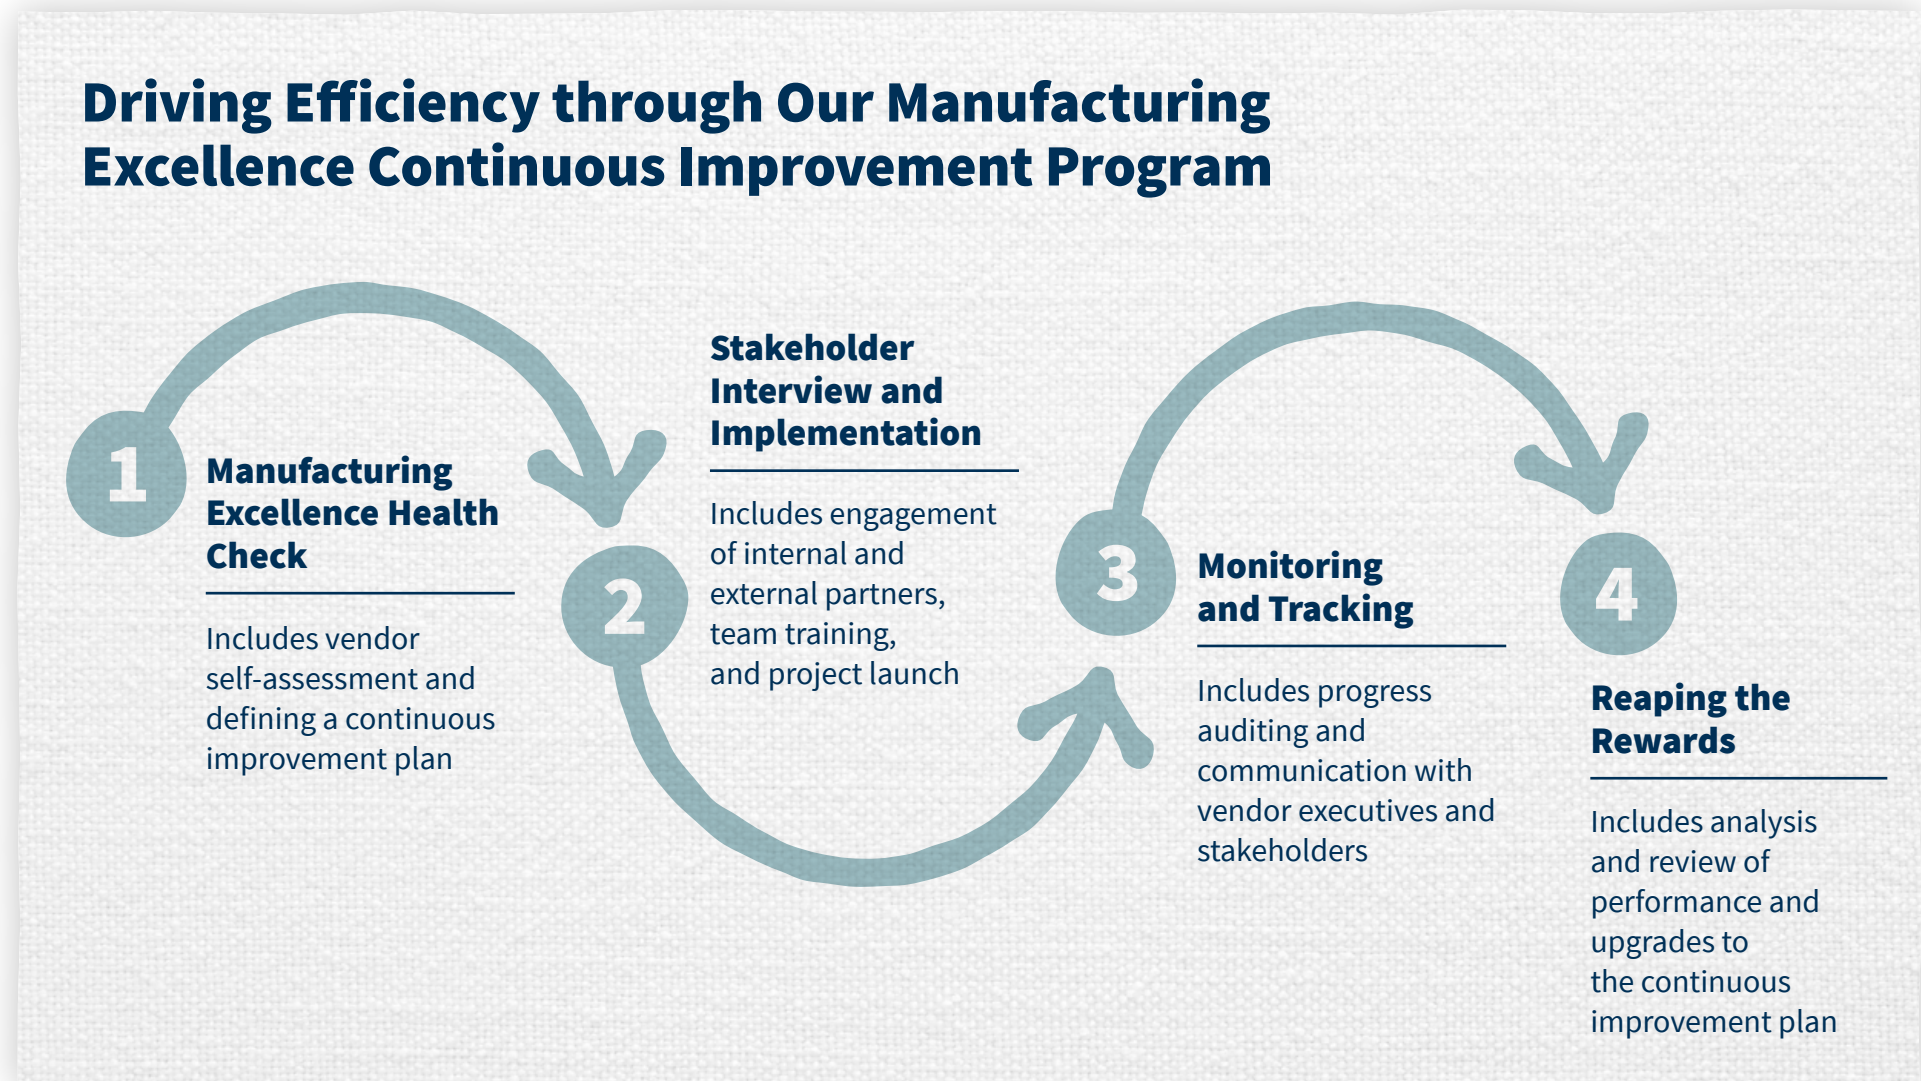 Driving Efficiency through Our Manufacturing
Excellence Continuous Improvement Program
1
Manufacturing
Excellence Health
Check
Includes vendor
self-assessment and
defining a continuous
improvement plan
2
Stakeholder
Interview and
Implementation
Includes engagement
of internal and
external partners,
team training,
and project launch
3
Monitoring
and Tracking
Includes progress
auditing and
communication with
vendor executives and
stakeholders
4
Reaping the
Rewards
Includes analysis
and review of
performance and
upgrades to
the continuous
improvement plan